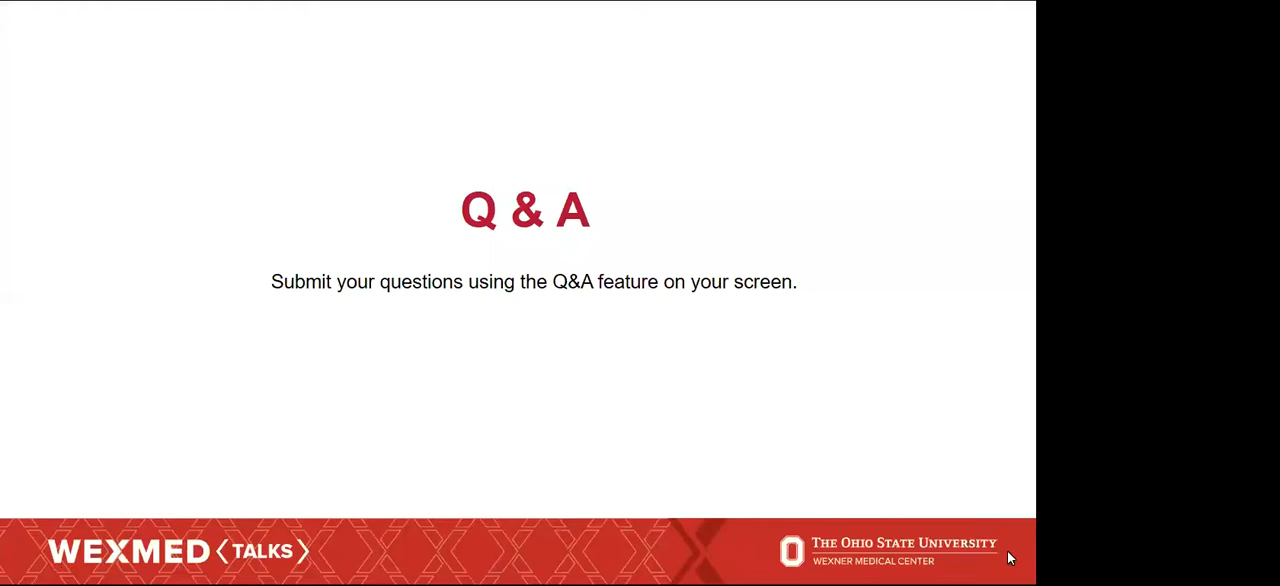 Q & A
Submit your questions using the Q&A feature on your screen.
WEXMED TALKS
THE OHIO STATE UNIVERSITY
WEXNER MEDICAL CENTER